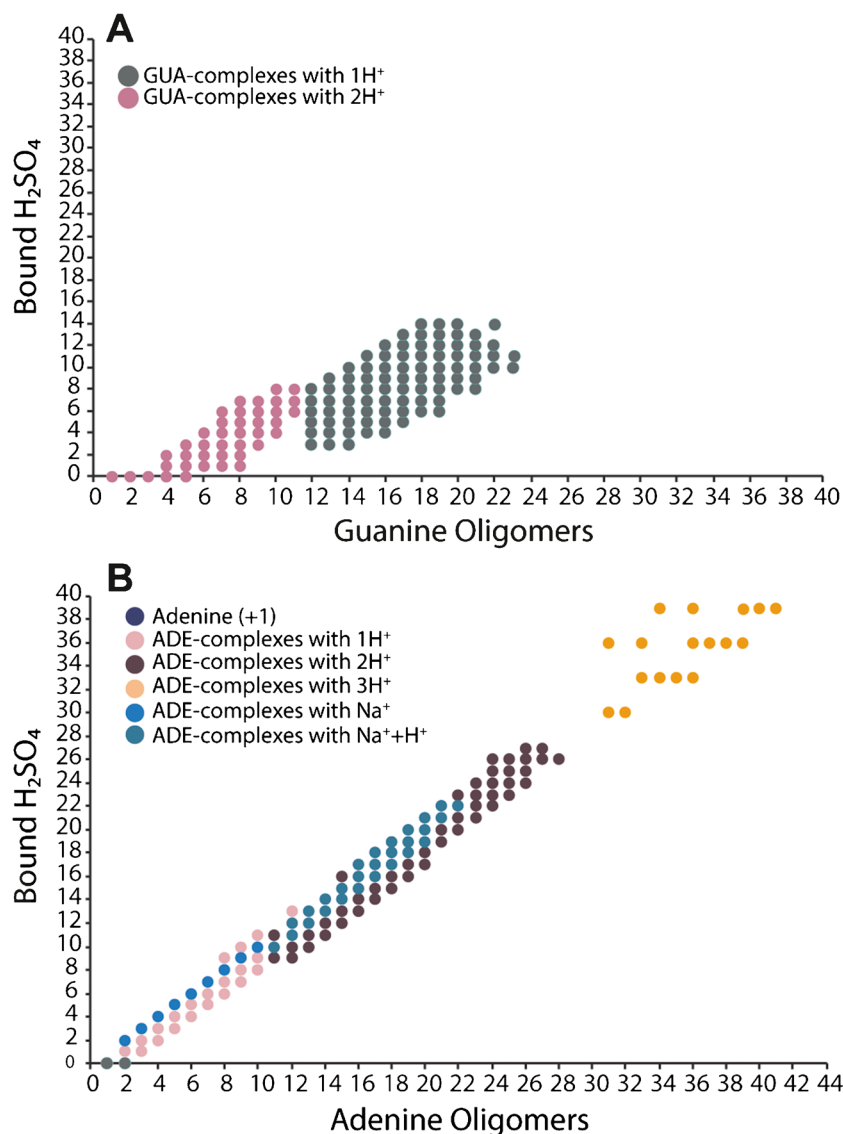 A
40
38
36
34
32
30
28
26
24
22
20
18
16
14
12
10
8
6
4
2
0
Bound H₂SO₄
GUA-complexes with 1H⁺
GUA-complexes with 2H⁺
0 2 4 6 8 10 12 14 16 18 20 22 24 26 28 30 32 34 36 38 40
Guanine Oligomers
B
40
38
36
34
32
30
28
26
24
22
20
18
16
14
12
10
8
6
4
2
0
Bound H₂SO₄
Adenine (+1)
ADE-complexes with 1H⁺
ADE-complexes with 2H⁺
ADE-complexes with 3H⁺
ADE-complexes with Na⁺
ADE-complexes with Na⁺+H⁺
0 2 4 6 8 10 12 14 16 18 20 22 24 26 28 30 32 34 36 38 40 42 44
Adenine Oligomers